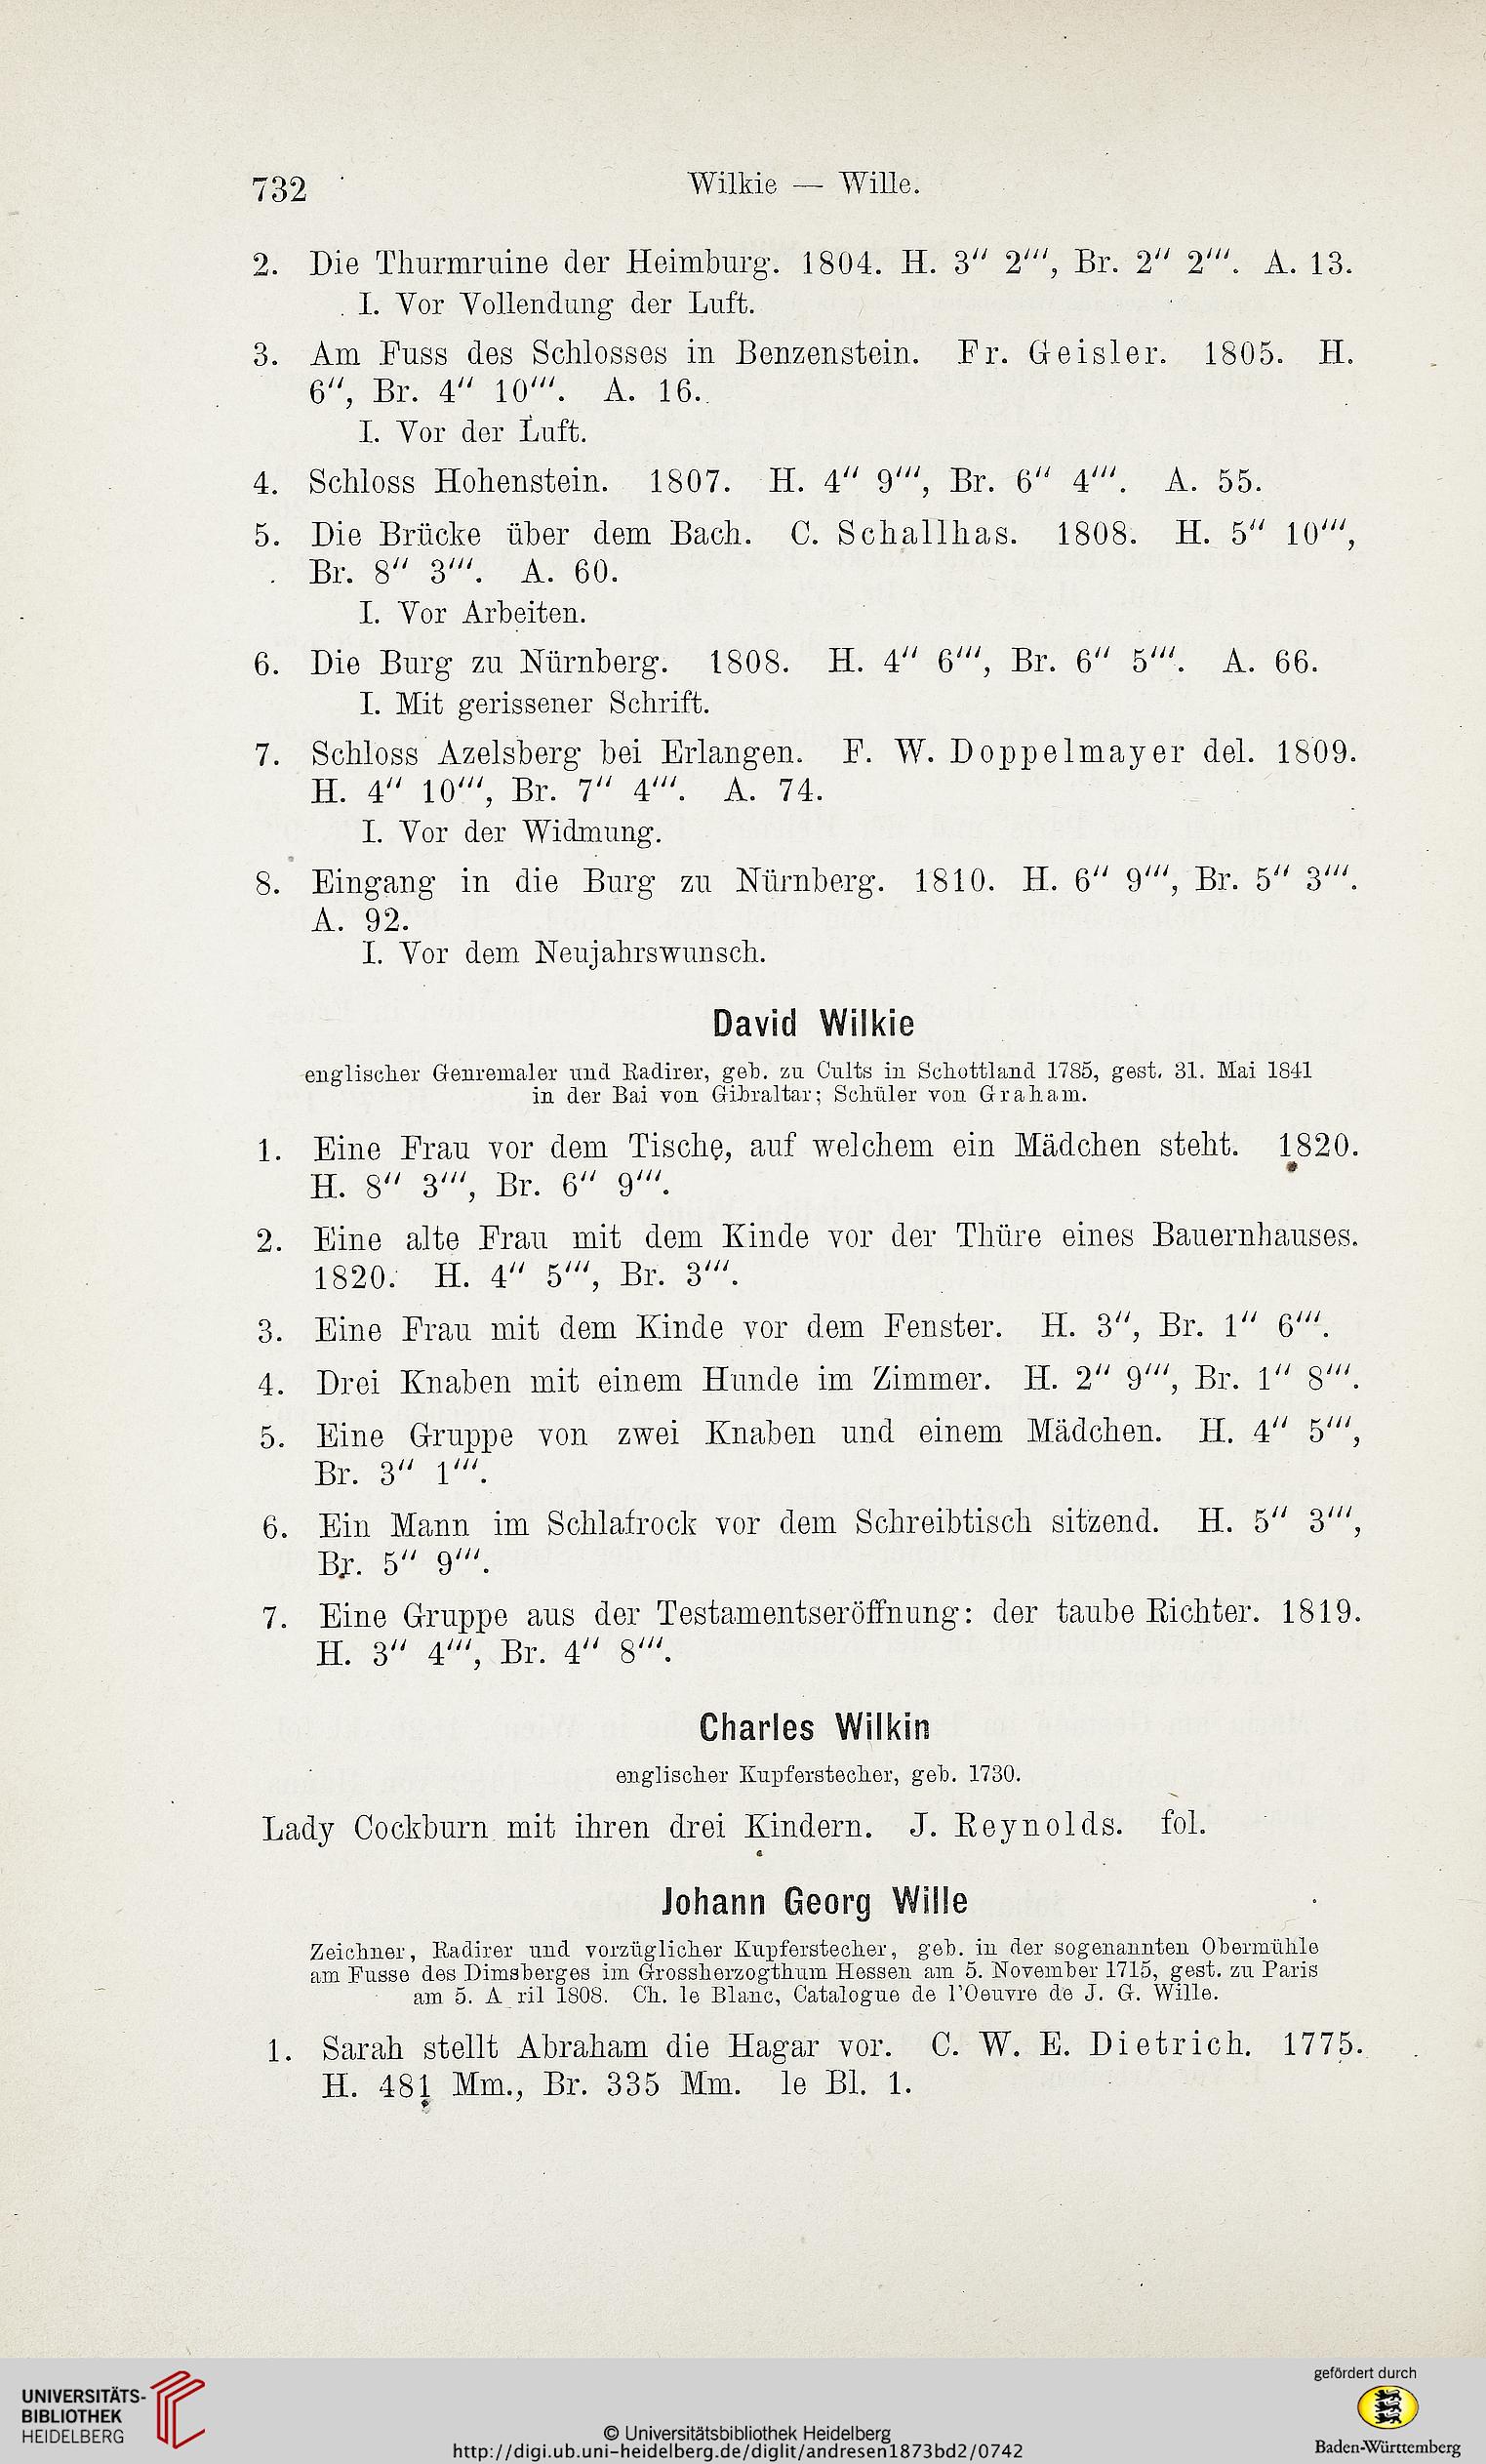 732
Wilkie — Wille.
2. Die Thurmruine der Heimburg. 1804. H. 3″ 2‴, Br. 2″ 2‴. A. 13.
I. Vor Vollendung der Luft.
3. Am Fuss des Schlosses in Benzenstein. Fr. Geisler. 1805. H.
6″, Br. 4″ 10‴. A. 16.
I. Vor der Luft.
4. Schloss Hohenstein. 1807. H. 4″ 9‴, Br. 6″ 4‴. A. 55.
5. Die Brücke über dem Bach. C. Schallhas. 1808. H. 5″ 10‴,
Br. 8″ 3‴. A. 60.
I. Vor Arbeiten.
6. Die Burg zu Nürnberg. 1808. H. 4″ 6‴, Br. 6″ 5‴. A. 66.
I. Mit gerissener Schrift.
7. Schloss Azelsberg bei Erlangen. F. W. Doppelmayer del. 1809.
H. 4″ 10‴, Br. 7″ 4‴. A. 74.
I. Vor der Widmung.
8. Eingang in die Burg zu Nürnberg. 1810. H. 6″ 9‴, Br. 5″ 3‴.
A. 92.
I. Vor dem Neujahrswunsch.
David Wilkie
englischer Genremaler und Radirer, geb. zu Cults in Schottland 1785, gest. 31. Mai 1841
in der Bai von Gibraltar; Schüler von Graham.
1. Eine Frau vor dem Tische, auf welchem ein Mädchen steht. 1820.
H. 8″ 3‴, Br. 6″ 9‴.
2. Eine alte Frau mit dem Kinde vor der Thüre eines Bauernhauses.
1820. H. 4″ 5‴, Br. 3‴.
3. Eine Frau mit dem Kinde vor dem Fenster. H. 3″, Br. 1″ 6‴.
4. Drei Knaben mit einem Hunde im Zimmer. H. 2″ 9‴, Br. 1″ 8‴.
5. Eine Gruppe von zwei Knaben und einem Mädchen. H. 4″ 5‴,
Br. 3″ 1‴.
6. Ein Mann im Schlafrock vor dem Schreibtisch sitzend. H. 5″ 3‴,
Br. 5″ 9‴.
7. Eine Gruppe aus der Testamentseröffnung: der taube Richter. 1819.
H. 3″ 4‴, Br. 4″ 8‴.
Charles Wilkin
englischer Kupferstecher, geb. 1730.
Lady Cockburn mit ihren drei Kindern. J. Reynolds. fol.
Johann Georg Wille
Zeichner, Radirer und vorzüglicher Kupferstecher, geb. in der sogenannten Obermühle
am Fusse des Dimsberges im Grossherzogthum Hessen am 5. November 1715, gest. zu Paris
am 5. A ril 1808. Ch. le Blanc, Catalogue de l'Oeuvre de J. G. Wille.
1. Sarah stellt Abraham die Hagar vor. C. W. E. Dietrich. 1775.
H. 481 Mm., Br. 335 Mm. le Bl. 1.
UNIVERSITÄTS-
BIBLIOTHEK
HEIDELBERG
© Universitätsbibliothek Heidelberg
http://digi.ub.uni-heidelberg.de/diglit/andresen1873bd2/0742
gefördert durch
Baden-Württemberg